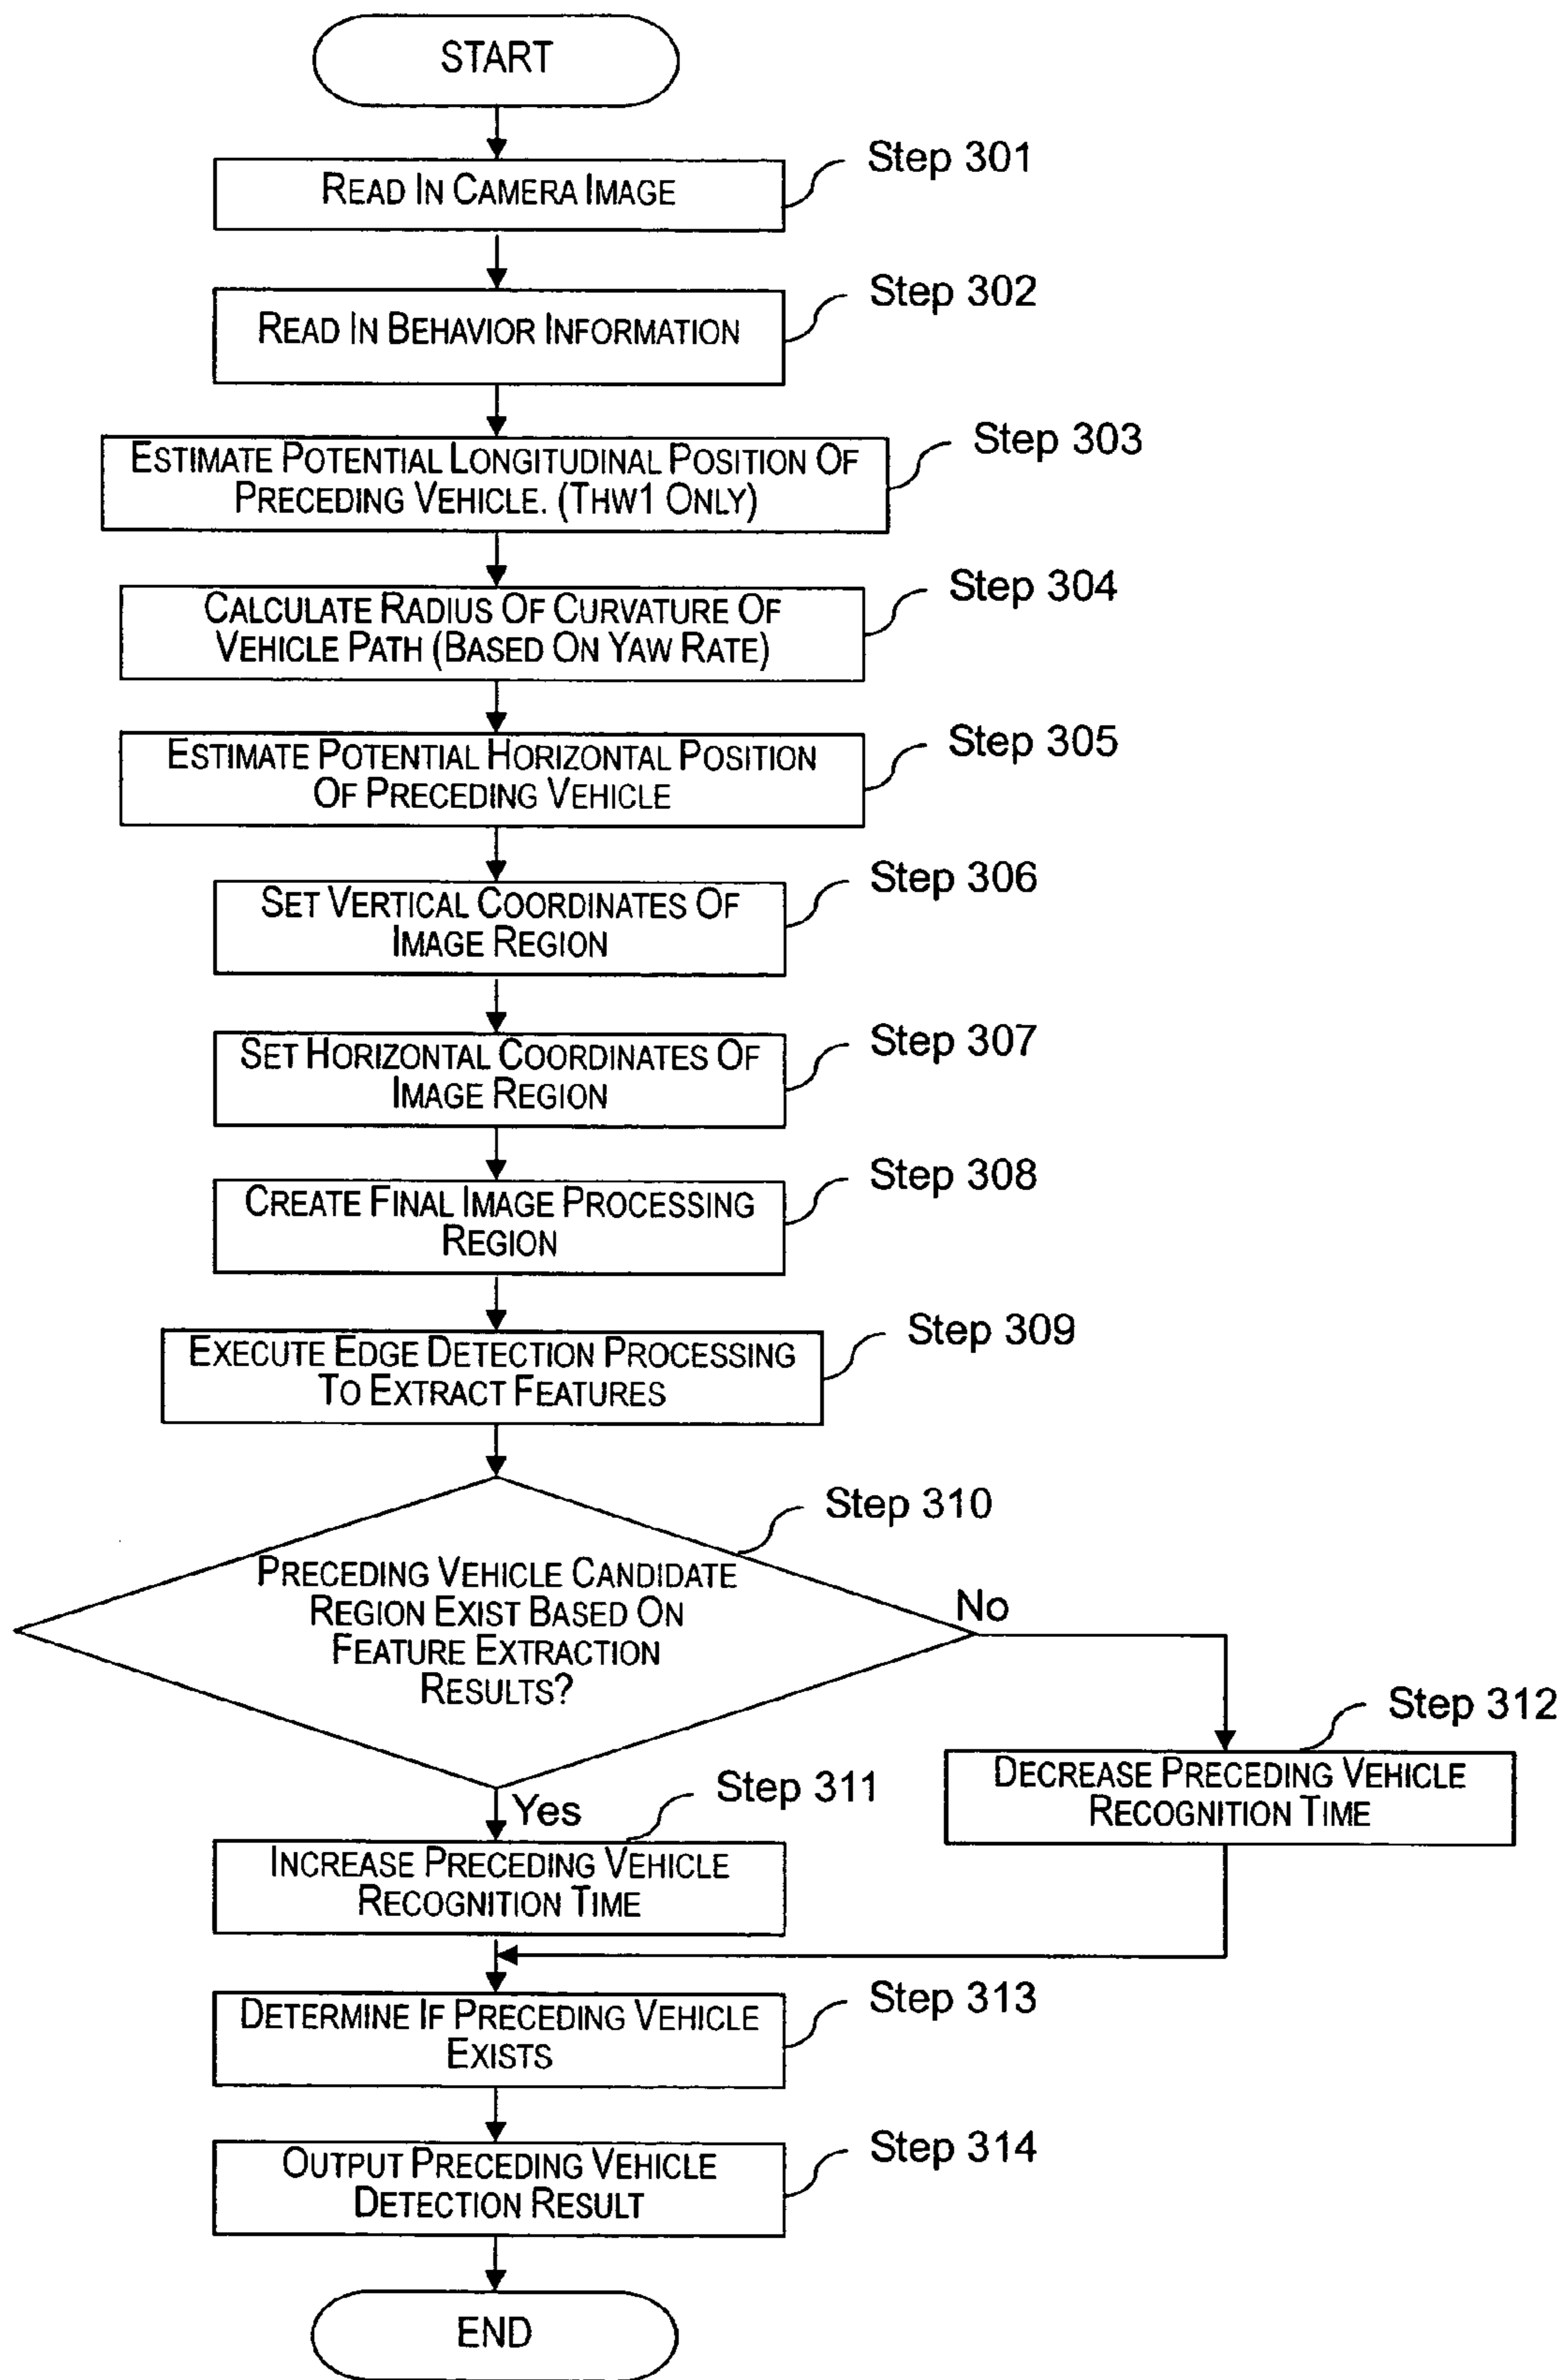 START
Step 301
READ IN CAMERA IMAGE
Step 302
READ IN BEHAVIOR INFORMATION
Step 303
ESTIMATE POTENTIAL LONGITUDINAL POSITION OF
PRECEDING VEHICLE. (THW1 ONLY)
Step 304
CALCULATE RADIUS OF CURVATURE OF
VEHICLE PATH (BASED ON YAW RATE)
Step 305
ESTIMATE POTENTIAL HORIZONTAL POSITION
OF PRECEDING VEHICLE
Step 306
SET VERTICAL COORDINATES OF
IMAGE REGION
Step 307
SET HORIZONTAL COORDINATES OF
IMAGE REGION
Step 308
CREATE FINAL IMAGE PROCESSING
REGION
Step 309
EXECUTE EDGE DETECTION PROCESSING
TO EXTRACT FEATURES
Step 310
PRECEDING VEHICLE CANDIDATE
REGION EXIST BASED ON
FEATURE EXTRACTION
RESULTS?
No
Yes
Step 311
INCREASE PRECEDING VEHICLE
RECOGNITION TIME
Step 312
DECREASE PRECEDING VEHICLE
RECOGNITION TIME
Step 313
DETERMINE IF PRECEDING VEHICLE
EXISTS
Step 314
OUTPUT PRECEDING VEHICLE
DETECTION RESULT
END